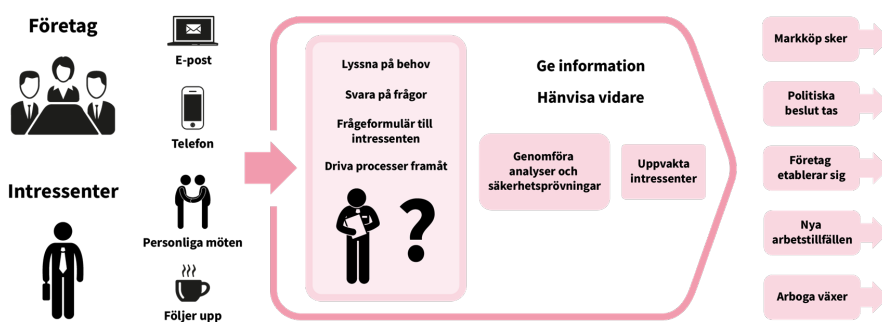 Företag
Intressenter
E-post
Telefon
Personliga möten
Följer upp
Lyssna på behov
Svara på frågor
Frågeformulär till
intressenten
Driva processer framåt
?
Ge information
Hänvisa vidare
Genomföra
analyser och
säkerhetsprövningar
Uppvakta
intressenter
Markköp sker
Politiska
beslut tas
Företag
etablerar sig
Nya
arbetstillfällen
Arboga växer